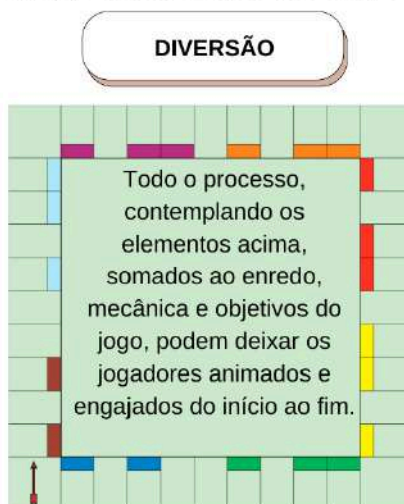 DIVERSÃO
Todo o processo,
contemplando os
elementos acima,
somados ao enredo,
mecânica e objetivos do
jogo, podem deixar os
jogadores animados e
engajados do início ao fim.